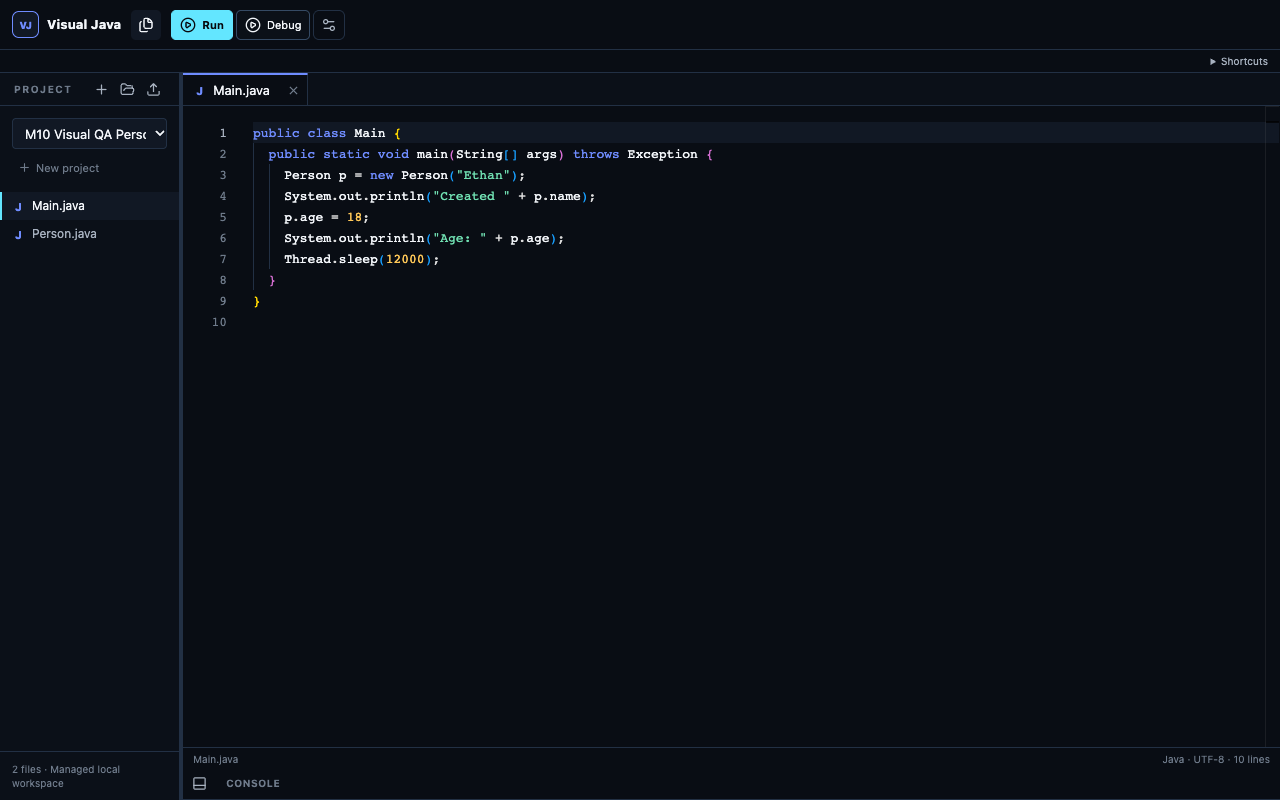 VJ Visual Java Run Debug
Shortcuts
PROJECT
M10 Visual QA Persc
New project
J Main.java
J Person.java
2 files · Managed local
workspace
J Main.java
1 public class Main {
2 public static void main(String[] args) throws Exception {
3 Person p = new Person("Ethan");
4 System.out.println("Created " + p.name);
5 p.age = 18;
6 System.out.println("Age: " + p.age);
7 Thread.sleep(12000);
8 }
9 }
10
Main.java Java · UTF-8 · 10 lines
CONSOLE